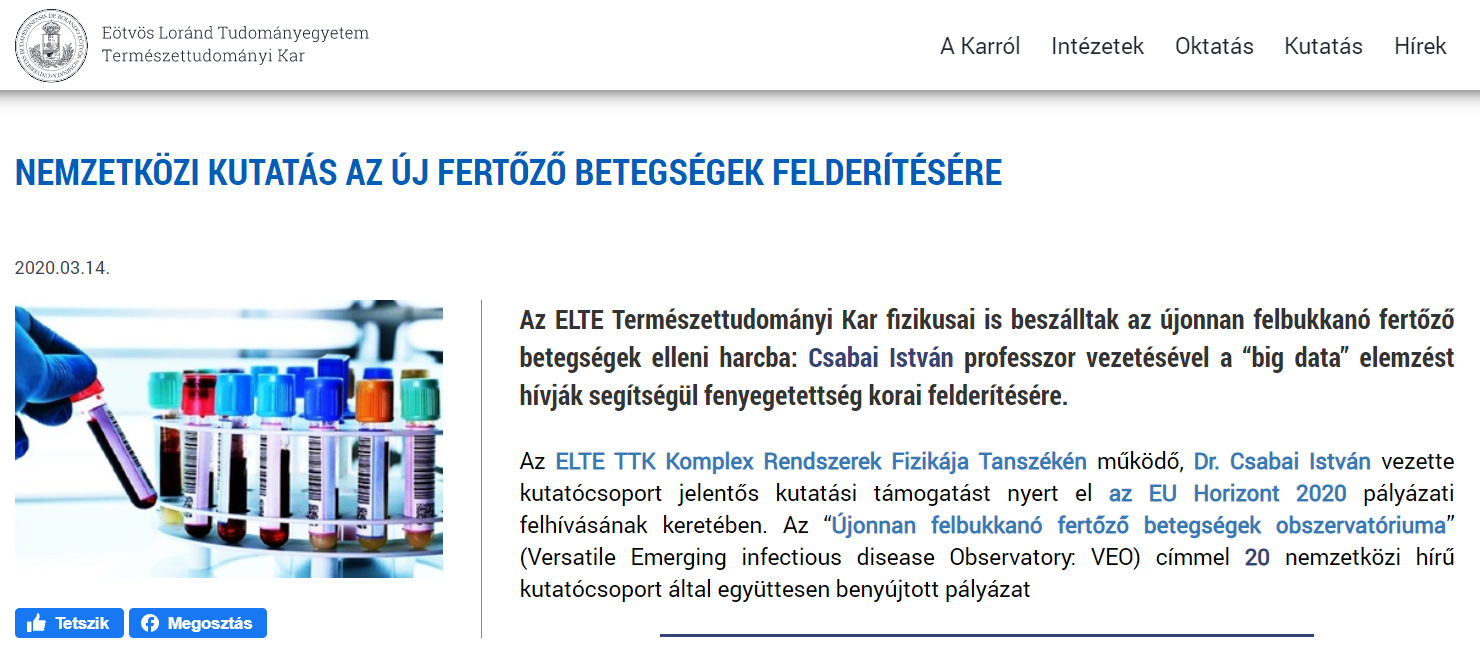 Eötvös Loránd Tudományegyetem
Természettudományi Kar
A Karról Intézetek Oktatás Kutatás Hírek
NEMZETKÖZI KUTATÁS AZ ÚJ FERTŐZŐ BETEGSÉGEK FELDERÍTÉSÉRE
2020.03.14.
Az ELTE Természettudományi Kar fizikusai is beszálltak az újonnan felbukkanó fertőző
betegségek elleni harcba: Csabai István professzor vezetésével a “big data” elemzést
hívják segítségül fenyegetettség korai felderítésére.
Az ELTE TTK Komplex Rendszerek Fizikája Tanszékén működő, Dr. Csabai István vezette
kutatócsoport jelentős kutatási támogatást nyert el az EU Horizont 2020 pályázati
felhívásának keretében. Az “Újonnan felbukkanó fertőző betegségek obszervatóriuma”
(Versatile Emerging infectious disease Observatory: VEO) címmel 20 nemzetközi hírű
kutatócsoport által együttesen benyújtott pályázat
Tetszik Megosztás